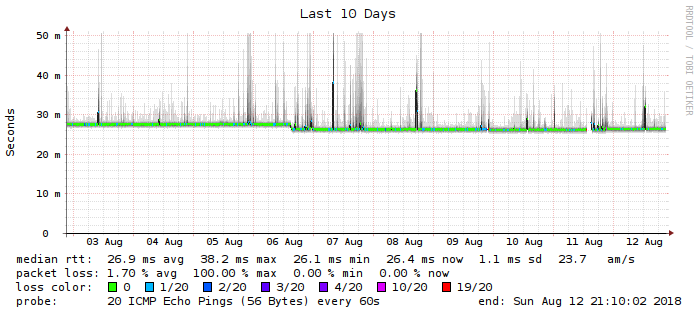 Last 10 Days
RRDTOOL / TOBI OETIKER
Seconds
50 m
40 m
30 m
20 m
10 m
0
03 Aug 04 Aug 05 Aug 06 Aug 07 Aug 08 Aug 09 Aug 10 Aug 11 Aug 12 Aug
median rtt: 26.9 ms avg 38.2 ms max 26.1 ms min 26.4 ms now 1.1 ms sd 23.7 am/s
packet loss: 1.70 % avg 100.00 % max 0.00 % min 0.00 % now
loss color: 0 1/20 2/20 3/20 4/20 10/20 19/20
probe: 20 ICMP Echo Pings (56 Bytes) every 60s end: Sun Aug 12 21:10:02 2018